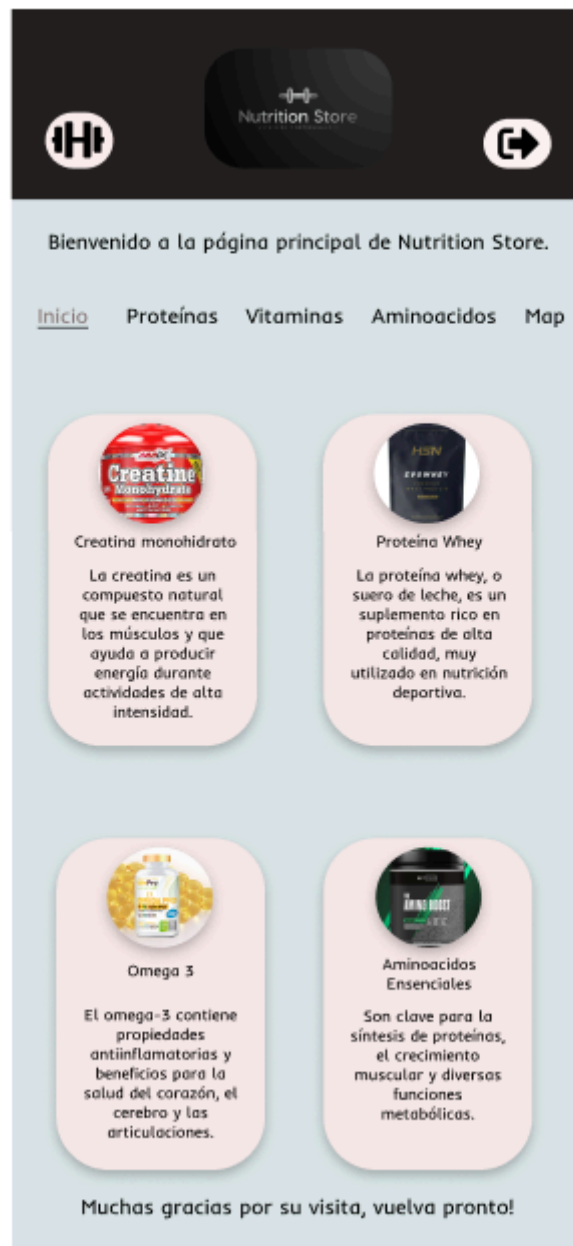 Nutrition Store
Bienvenido a la página principal de Nutrition Store.
Inicio Proteínas Vitaminas Aminoacidos Map
Creatine
Monohydrate
Creatina monohidrato
La creatina es un
compuesto natural
que se encuentra en
los músculos y que
ayuda a producir
energía durante
actividades de alta
intensidad.
HSN
Proteína Whey
La proteína whey, o
suero de leche, es un
suplemento rico en
proteínas de alta
calidad, muy
utilizado en nutrición
deportiva.
Omega 3
El omega-3 contiene
propiedades
antiinflamatorias y
beneficios para la
salud del corazón, el
cerebro y las
articulaciones.
AMINO BOOST
Aminoacidos
Ensenciales
Son clave para la
síntesis de proteínas,
el crecimiento
muscular y diversas
funciones
metabólicas.
Muchas gracias por su visita, vuelva pronto!